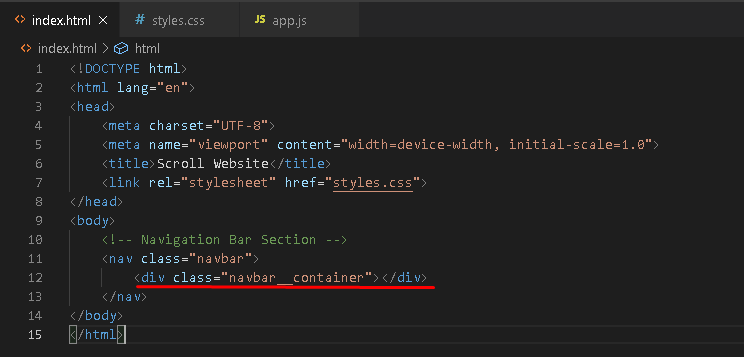 index.html
styles.css
JS app.js
index.html > html
1 <!DOCTYPE html>
2 <html lang="en">
3 <head>
4 <meta charset="UTF-8">
5 <meta name="viewport" content="width=device-width, initial-scale=1.0">
6 <title>Scroll Website</title>
7 <link rel="stylesheet" href="styles.css">
8 </head>
9 <body>
10 <!-- Navigation Bar Section -->
11 <nav class="navbar">
12 <div class="navbar__container"></div>
13 </nav>
14 </body>
15 </html>